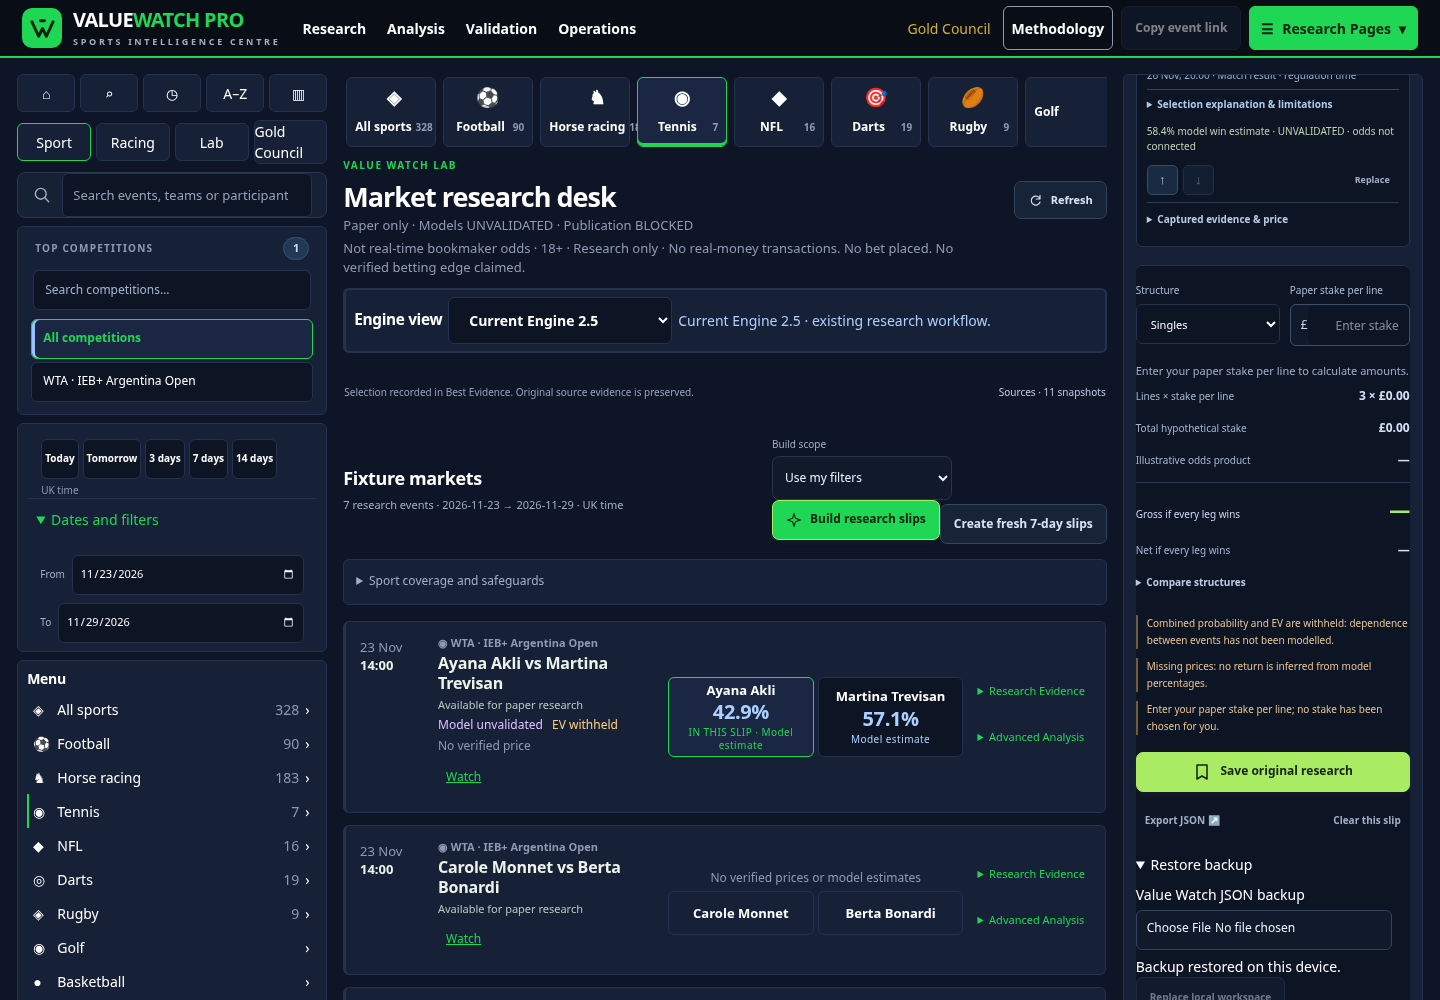 VALUEWATCH PRO
SPORTS INTELLIGENCE CENTRE
Research
Analysis
Validation
Operations
Gold Council
Methodology
Copy event link
☰ Research Pages ▾
A–Z
Sport
Racing
Lab
Gold
Council
Search events, teams or participant
TOP COMPETITIONS
1
Search competitions...
All competitions
WTA · IEB+ Argentina Open
Today
Tomorrow
3 days
7 days
14 days
UK time
▼ Dates and filters
From
11/23/2026
To
11/29/2026
Menu
All sports 328 ›
Football 90 ›
Horse racing 183 ›
Tennis 7 ›
NFL 16 ›
Darts 19 ›
Rugby 9 ›
Golf ›
Basketball ›
All sports 328
Football 90
Horse racing
Tennis 7
NFL 16
Darts 19
Rugby 9
Golf
VALUE WATCH LAB
Market research desk
Refresh
Paper only · Models UNVALIDATED · Publication BLOCKED
Not real-time bookmaker odds · 18+ · Research only · No real-money transactions. No bet placed. No
verified betting edge claimed.
Engine view
Current Engine 2.5
Current Engine 2.5 · existing research workflow.
Selection recorded in Best Evidence. Original source evidence is preserved.
Sources · 11 snapshots
Fixture markets
7 research events · 2026-11-23 → 2026-11-29 · UK time
Build scope
Use my filters
Build research slips
Create fresh 7-day slips
▶ Sport coverage and safeguards
23 Nov
14:00
WTA · IEB+ Argentina Open
Ayana Akli vs Martina
Trevisan
Available for paper research
Model unvalidated EV withheld
No verified price
Watch
Ayana Akli
42.9%
IN THIS SLIP · Model
estimate
Martina Trevisan
57.1%
Model estimate
▶ Research Evidence
▶ Advanced Analysis
23 Nov
14:00
WTA · IEB+ Argentina Open
Carole Monnet vs Berta
Bonardi
Available for paper research
Watch
No verified prices or model estimates
Carole Monnet
Berta Bonardi
▶ Research Evidence
▶ Advanced Analysis
26 Nov, 20:00 · Match result · regulation time
▶ Selection explanation & limitations
58.4% model win estimate · UNVALIDATED · odds not
connected
↑
↓
Replace
▶ Captured evidence & price
Structure
Paper stake per line
Singles
£
Enter stake
Enter your paper stake per line to calculate amounts.
Lines × stake per line 3 × £0.00
Total hypothetical stake £0.00
Illustrative odds product —
Gross if every leg wins —
Net if every leg wins —
▶ Compare structures
Combined probability and EV are withheld: dependence
between events has not been modelled.
Missing prices: no return is inferred from model
percentages.
Enter your paper stake per line; no stake has been
chosen for you.
Save original research
Export JSON ↗
Clear this slip
▼ Restore backup
Value Watch JSON backup
Choose File No file chosen
Backup restored on this device.
Replace local workspace